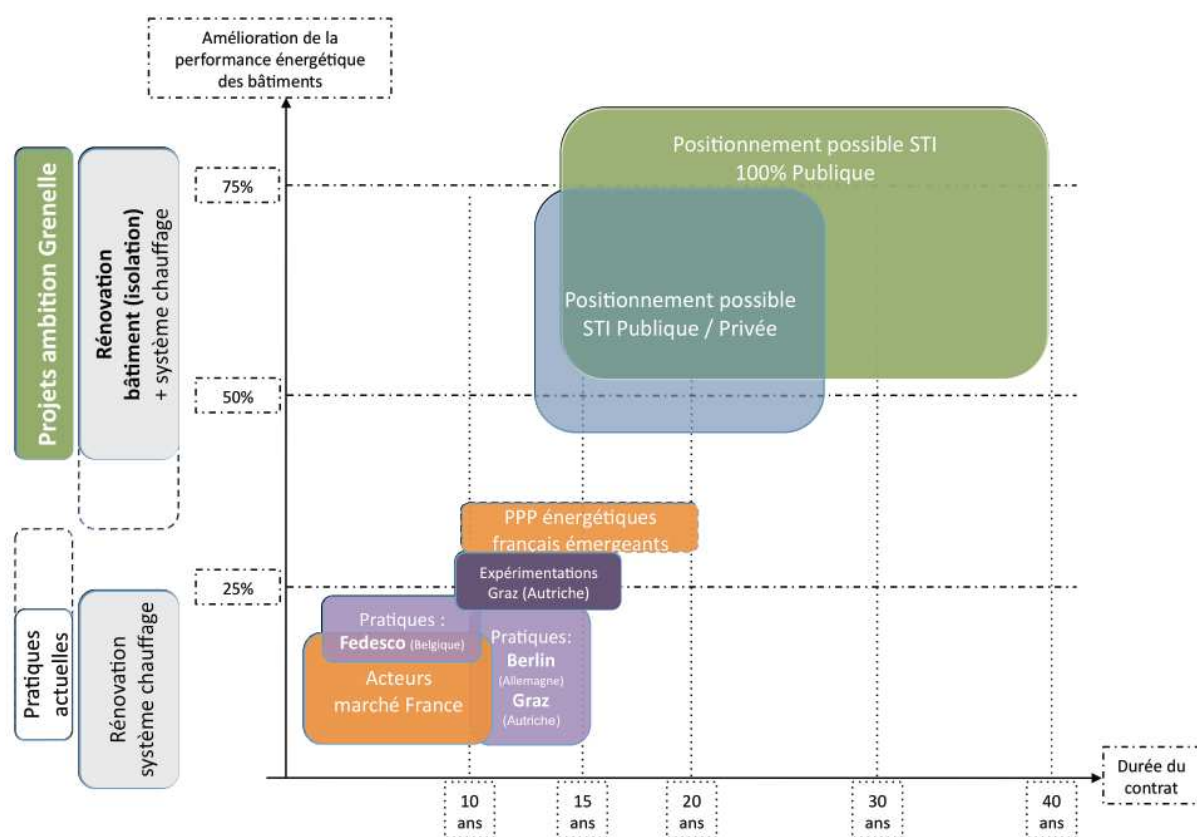 Amélioration de la
performance énergétique
des bâtiments
Projets ambition Grenelle
Rénovation
bâtiment (isolation)
+ système chauffage
75%
Positionnement possible STI
100% Publique
Positionnement possible
STI Publique / Privée
50%
PPP énergétiques
français émergeants
Expérimentations
Graz (Autriche)
25%
Pratiques
actuelles
Rénovation
système chauffage
Pratiques :
Fedesco (Belgique)
Acteurs
marché France
Pratiques:
Berlin
(Allemagne)
Graz
(Autriche)
Durée du
contrat
10
ans
15
ans
20
ans
30
ans
40
ans